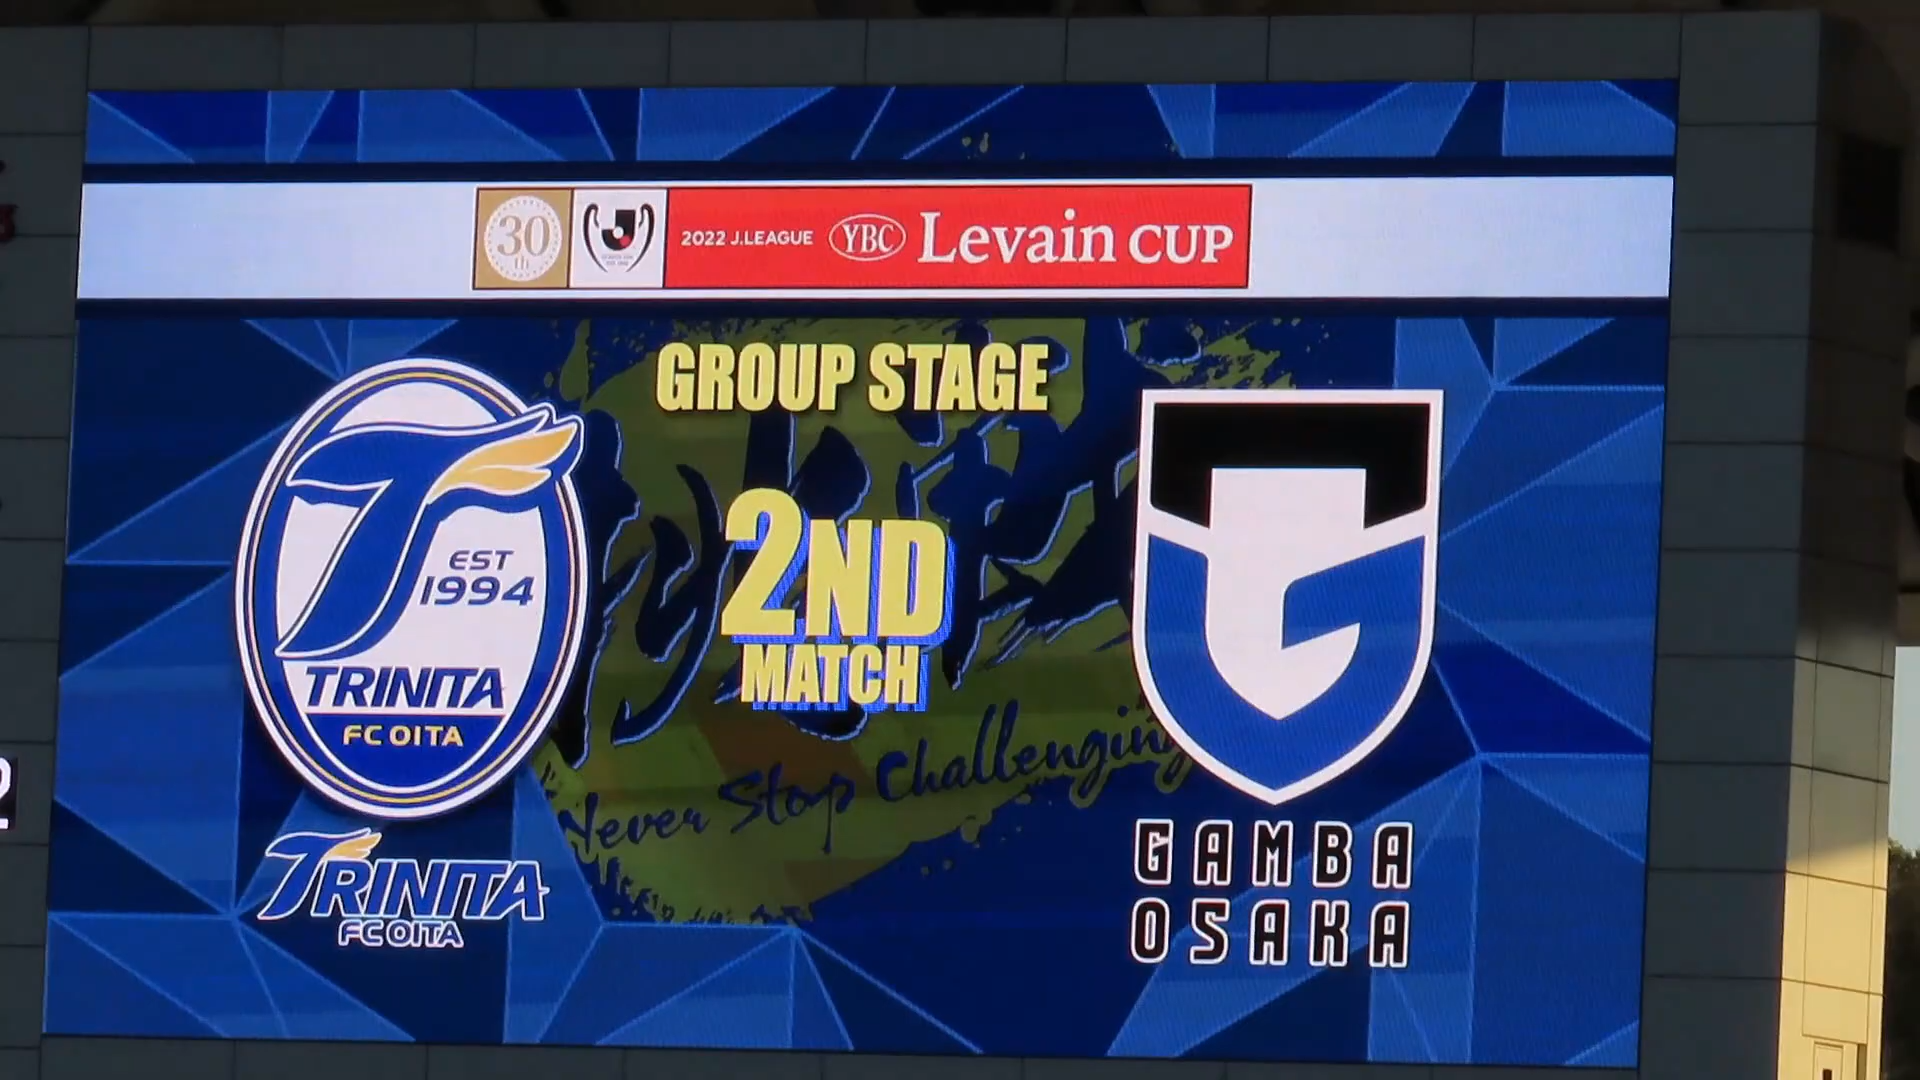 30th
2022 J.LEAGUE YBC Levain CUP
GROUP STAGE
2ND
MATCH
EST
1994
TRINITA
FC OITA
TRINITA
FC OITA
Never Stop Challenging
GAMBA
OSAKA